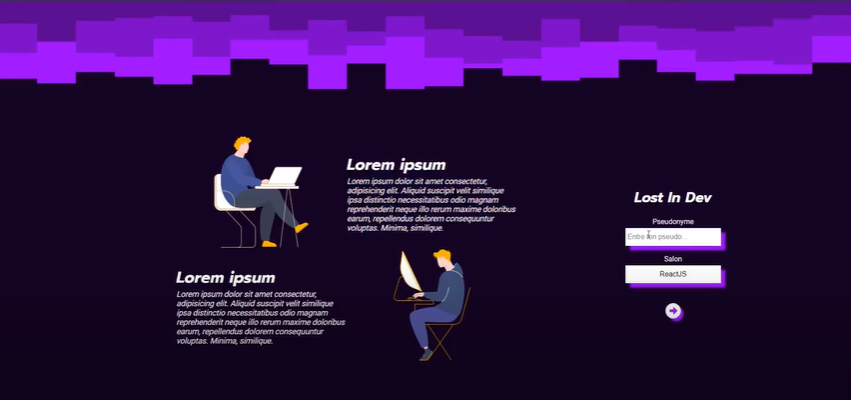 Lorem ipsum
Lorem ipsum dolor sit amet consectetur,
adipisicing elit. Aliquid suscipit velit similique
ipsa distinctio necessitatibus odio magnam
reprehenderit neque illo rerum maxime excepturi
earum, repellendus dolorem consequuntur
voluptas. Minima, similique.
Lorem ipsum
Lorem ipsum dolor sit amet consectetur,
adipisicing elit. Aliquid suscipit velit similique
ipsa distinctio necessitatibus odio magnam
reprehenderit neque illo rerum maxime excepturi
earum, repellendus dolorem consequuntur
voluptas. Minima, similique.
Lost In Dev
Pseudonyme
Entre ton pseudo
Salon
ReactJS